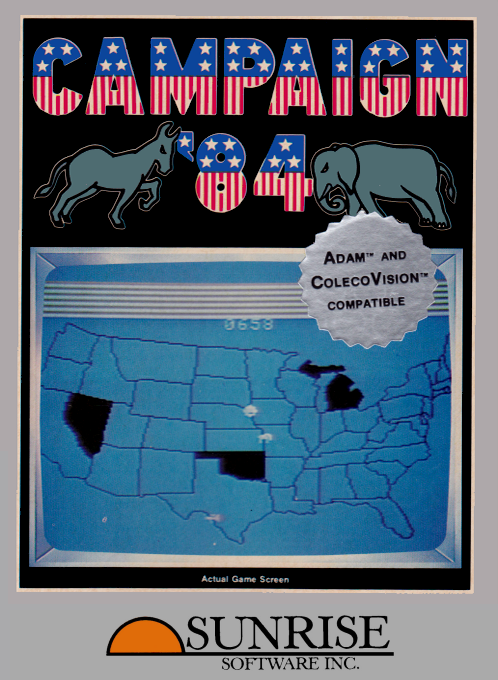 CAMPAIGN
'84
ADAM™ AND
COLECOVISION™
COMPATIBLE
0658
Actual Game Screen
SUNRISE
SOFTWARE INC.